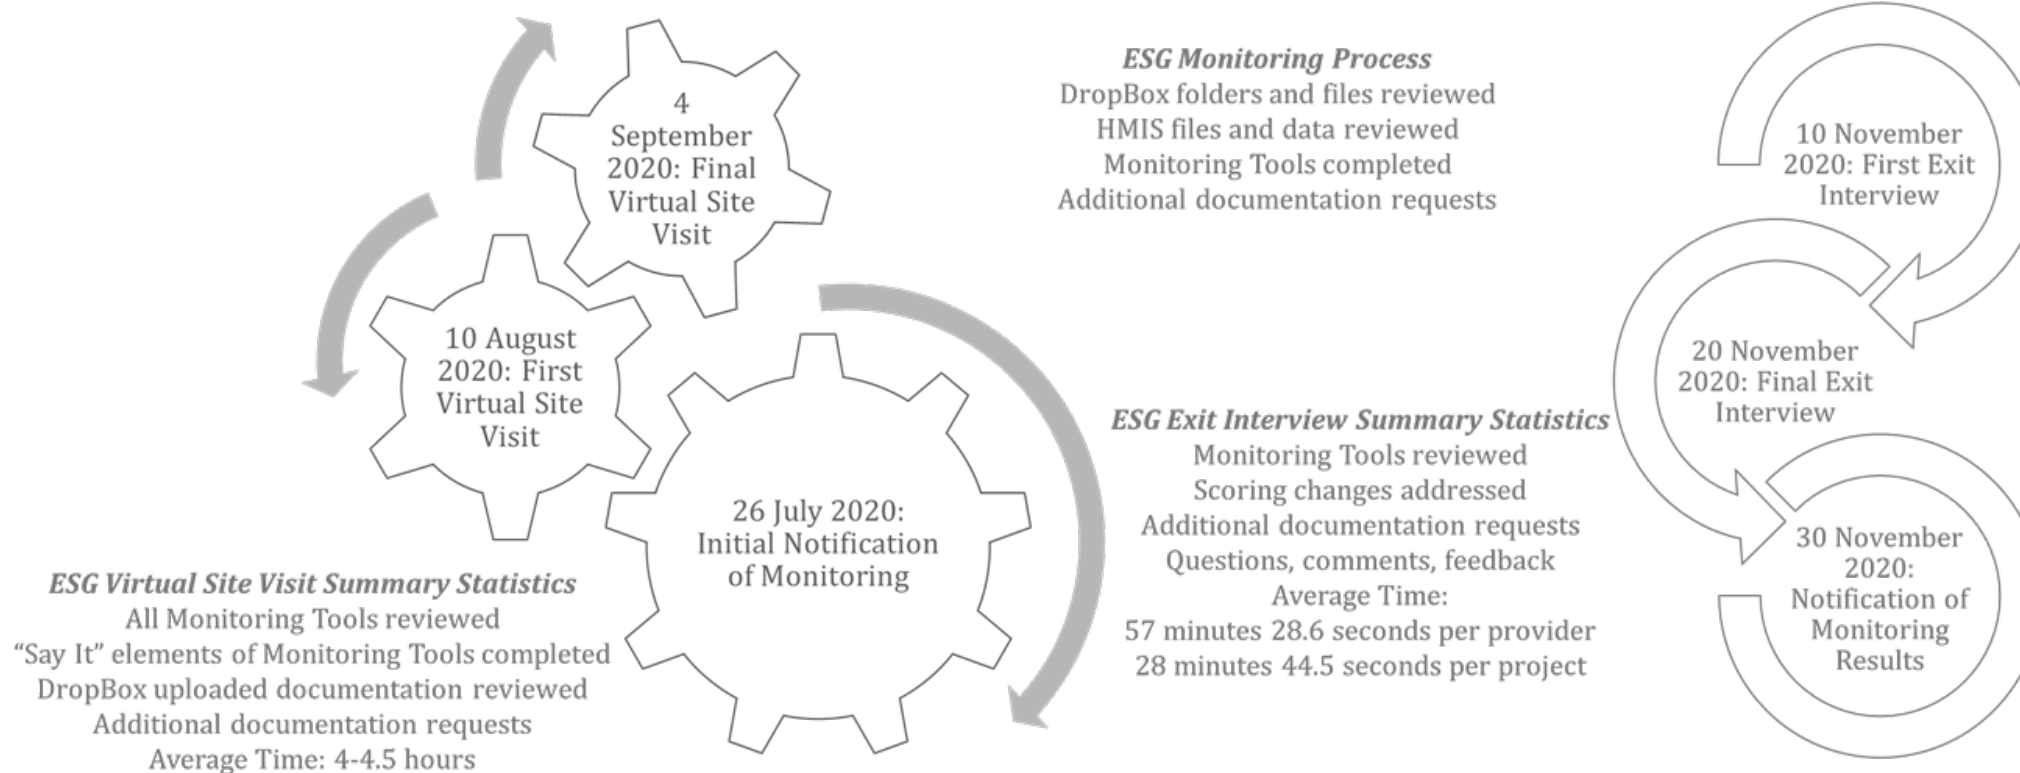 4
September
2020: Final
Virtual Site
Visit
10 August
2020: First
Virtual Site
Visit
26 July 2020:
Initial Notification
of Monitoring
ESG Virtual Site Visit Summary Statistics
All Monitoring Tools reviewed
“Say It” elements of Monitoring Tools completed
DropBox uploaded documentation reviewed
Additional documentation requests
Average Time: 4-4.5 hours
ESG Monitoring Process
DropBox folders and files reviewed
HMIS files and data reviewed
Monitoring Tools completed
Additional documentation requests
ESG Exit Interview Summary Statistics
Monitoring Tools reviewed
Scoring changes addressed
Additional documentation requests
Questions, comments, feedback
Average Time:
57 minutes 28.6 seconds per provider
28 minutes 44.5 seconds per project
10 November
2020: First Exit
Interview
20 November
2020: Final Exit
Interview
30 November
2020:
Notification of
Monitoring
Results